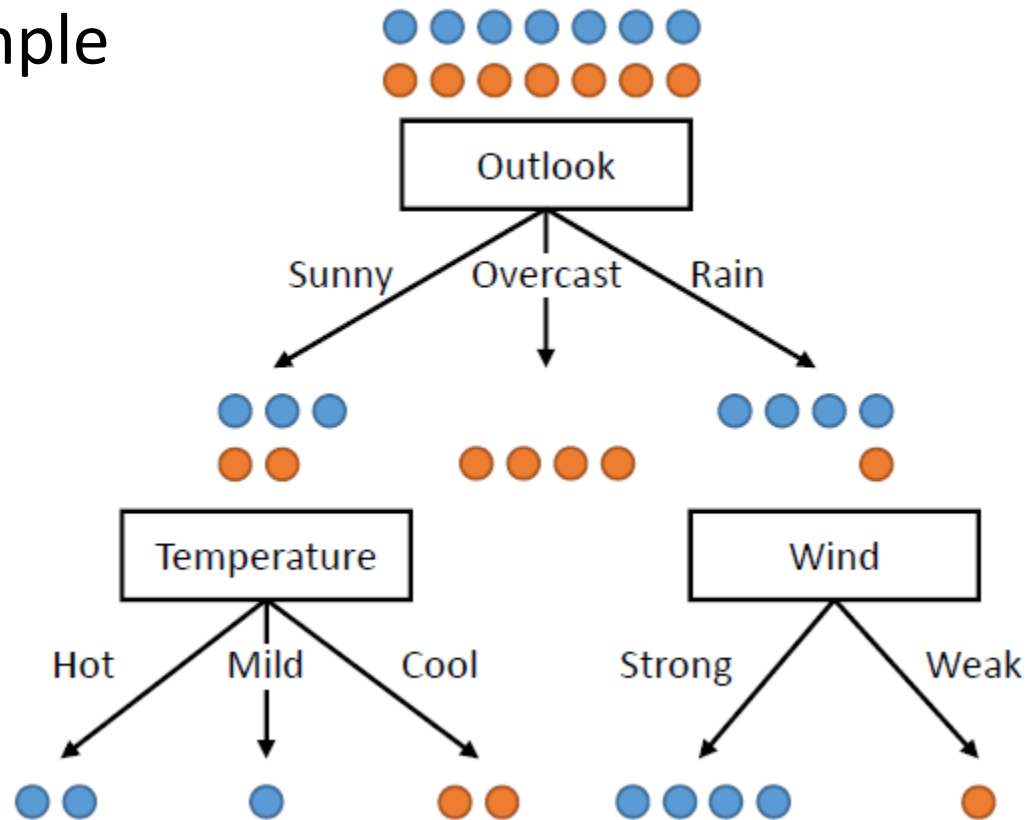 nple
Outlook
Sunny Overcast Rain
Temperature Wind
Hot Mild Cool Strong Weak